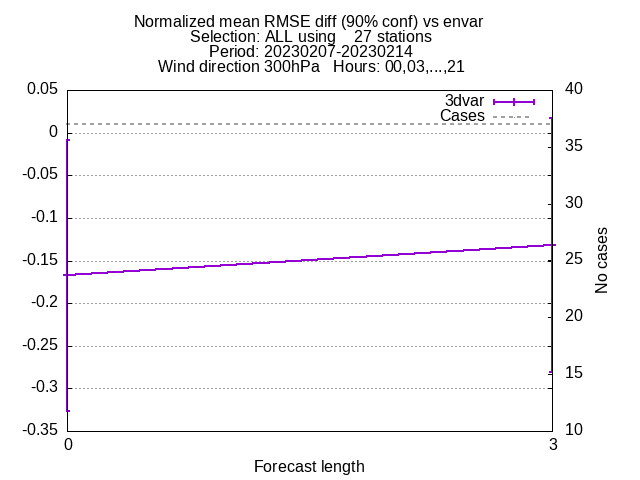 Normalized mean RMSE diff (90% conf) vs envar
Selection: ALL using    27 stations
Period: 20230207-20230214
Wind direction 300hPa   Hours: 00,03,...,21
3dvar
Cases
0.05
0
-0.05
-0.1
-0.15
-0.2
-0.25
-0.3
-0.35
40
35
30
25
20
15
10
No cases
0
3
Forecast length